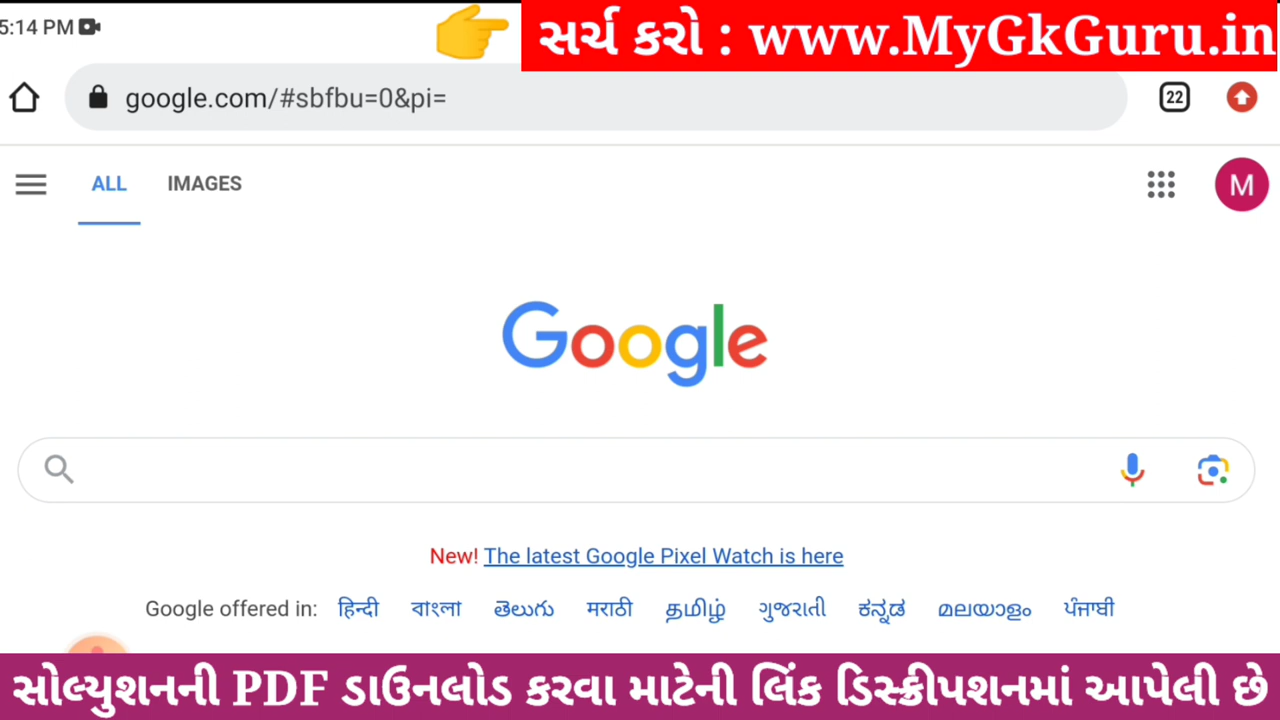 5:14 PM
👉 સર્ચ કરો : www.MyGkGuru.in
google.com/#sbfbu=0&pi=
22
ALL IMAGES
M
Google
New! The latest Google Pixel Watch is here
Google offered in: हिन्दी বাংলা తెలుగు मराठी தமிழ் ગુજરાતી ಕನ್ನಡ മലയാളം ਪੰਜਾਬੀ
સોલ્યુશનની PDF ડાઉનલોડ કરવા માટેની લિંક ડિસ્ક્રીપશનમાં આપેલી છે